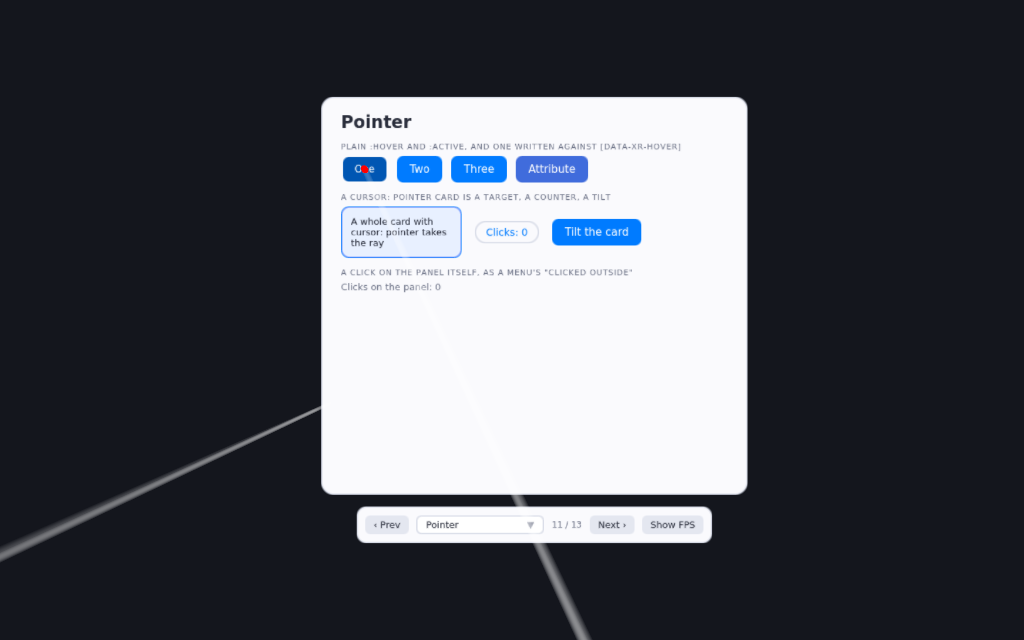 Pointer
PLAIN :HOVER AND :ACTIVE, AND ONE WRITTEN AGAINST [DATA-XR-HOVER]
Two Three Attribute
A CURSOR: POINTER CARD IS A TARGET, A COUNTER, A TILT
A whole card with
cursor: pointer takes
the ray
Clicks: 0
Tilt the card
A CLICK ON THE PANEL ITSELF, AS A MENU'S "CLICKED OUTSIDE"
Clicks on the panel: 0
‹ Prev Pointer 11 / 13 Next › Show FPS